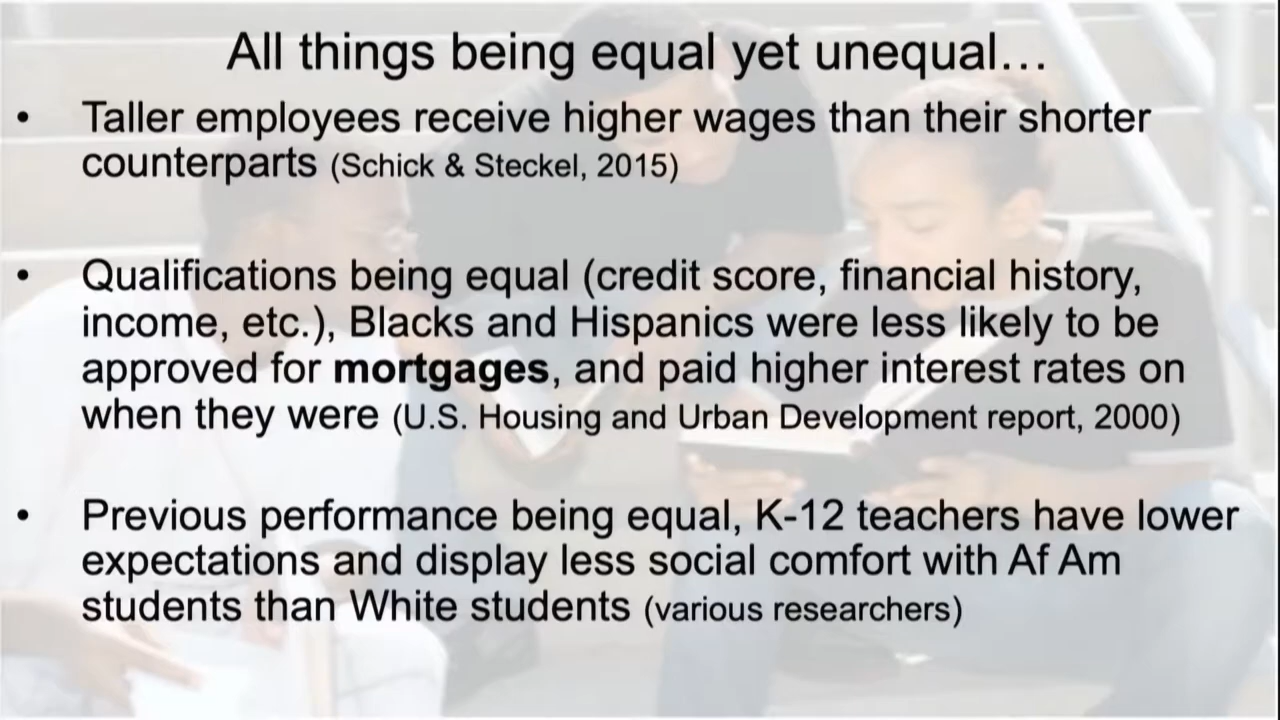 All things being equal yet unequal…
• Taller employees receive higher wages than their shorter
counterparts (Schick & Steckel, 2015)
• Qualifications being equal (credit score, financial history,
income, etc.), Blacks and Hispanics were less likely to be
approved for mortgages, and paid higher interest rates on
when they were (U.S. Housing and Urban Development report, 2000)
• Previous performance being equal, K-12 teachers have lower
expectations and display less social comfort with Af Am
students than White students (various researchers)